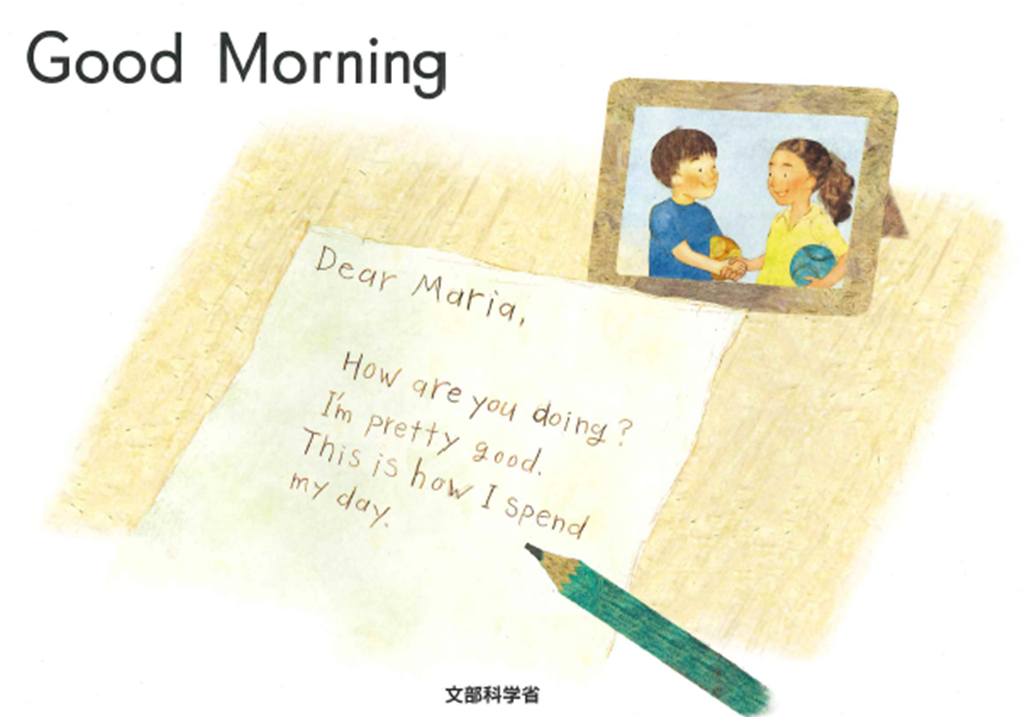 Good Morning
Dear Maria,
How are you doing?
I'm pretty good.
This is how I spend
my day.
文部科学省